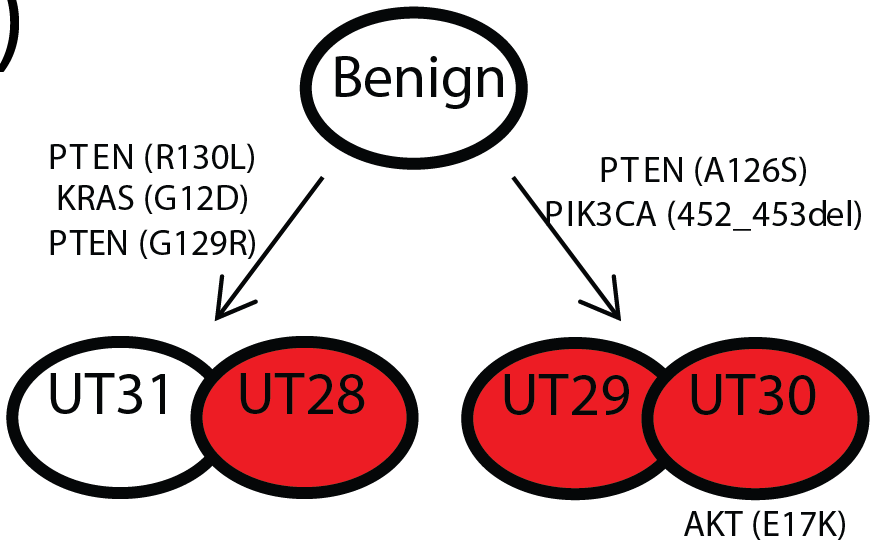 Benign
PTEN (R130L)
KRAS (G12D)
PTEN (G129R)
PTEN (A126S)
PIK3CA (452_453del)
UT31
UT28
UT29
UT30
AKT (E17K)